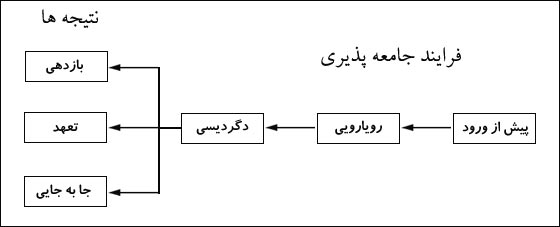 نتیجه ها
فرایند جامعه پذیری
پیش از ورود
رویارویی
دگردیسی
بازدهی
تعهد
جا به جایی